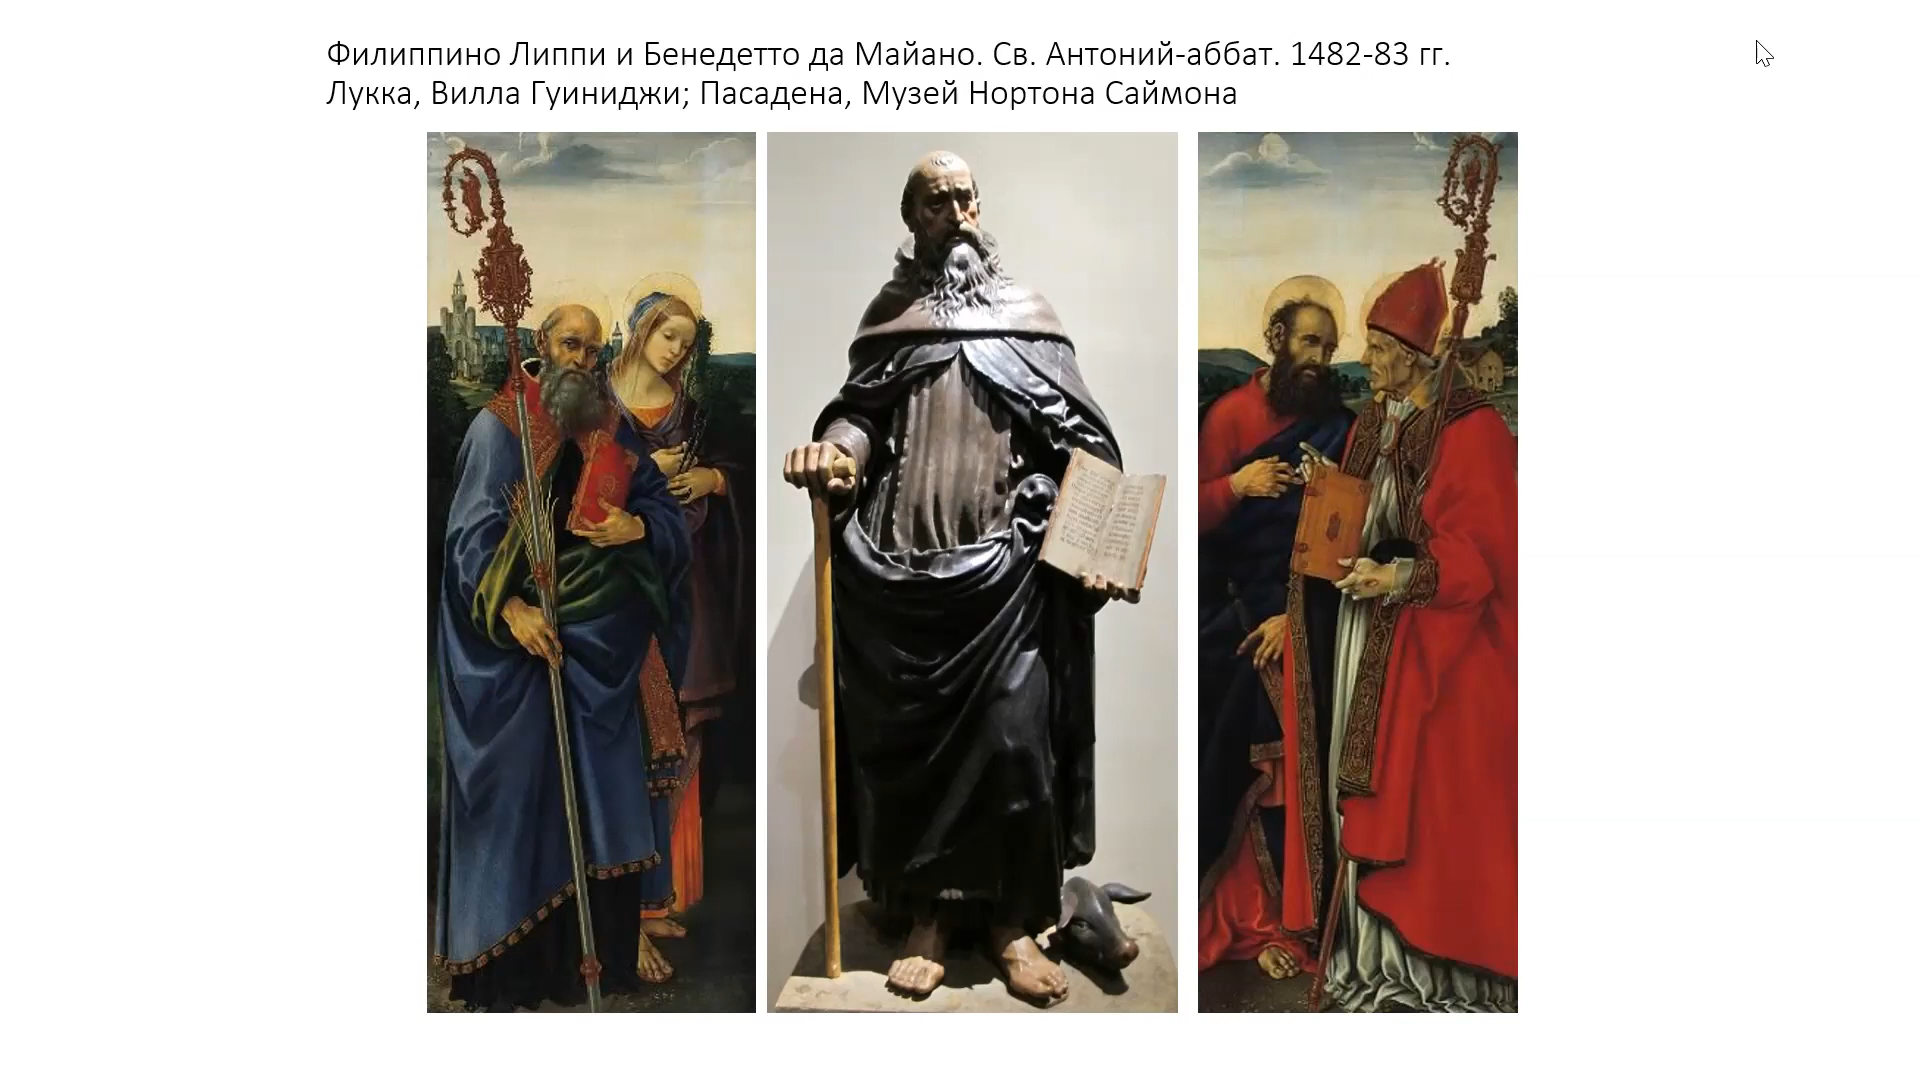 Филиппино Липпи и Бенедетто да Майано. Св. Антоний-аббат. 1482-83 гг.
Лукка, Вилла Гуиниджи; Пасадена, Музей Нортона Саймона